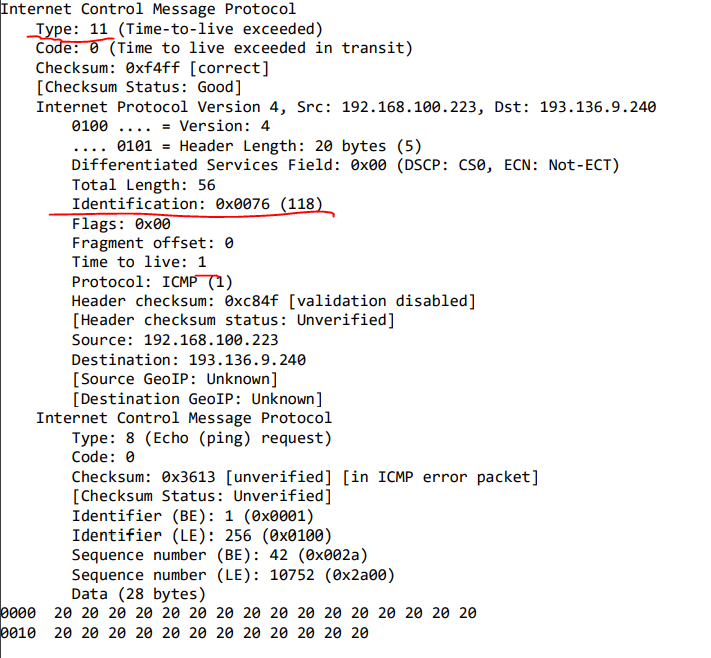 Internet Control Message Protocol
Type: 11 (Time-to-live exceeded)
Code: 0 (Time to live exceeded in transit)
Checksum: 0xf4ff [correct]
[Checksum Status: Good]
Internet Protocol Version 4, Src: 192.168.100.223, Dst: 193.136.9.240
0100 .... = Version: 4
.... 0101 = Header Length: 20 bytes (5)
Differentiated Services Field: 0x00 (DSCP: CS0, ECN: Not-ECT)
Total Length: 56
Identification: 0x0076 (118)
Flags: 0x00
Fragment offset: 0
Time to live: 1
Protocol: ICMP (1)
Header checksum: 0xc84f [validation disabled]
[Header checksum status: Unverified]
Source: 192.168.100.223
Destination: 193.136.9.240
[Source GeoIP: Unknown]
[Destination GeoIP: Unknown]
Internet Control Message Protocol
Type: 8 (Echo (ping) request)
Code: 0
Checksum: 0x3613 [unverified] [in ICMP error packet]
[Checksum Status: Unverified]
Identifier (BE): 1 (0x0001)
Identifier (LE): 256 (0x0100)
Sequence number (BE): 42 (0x002a)
Sequence number (LE): 10752 (0x2a00)
Data (28 bytes)
0000 20 20 20 20 20 20 20 20 20 20 20 20 20 20 20 20
0010 20 20 20 20 20 20 20 20 20 20 20 20